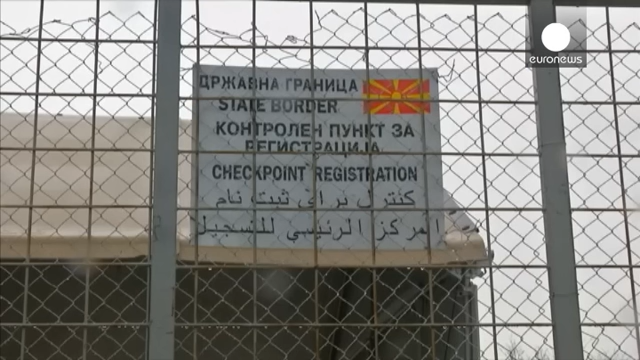 euronews
ДРЖАВНА ГРАНИЦА
STATE BORDER
КОНТРОЛЕН ПУНКТ ЗА
РЕГИСТРАЦИЈА
CHECKPOINT REGISTRATION
كنترل براى ثبت نام
المركز الرئيسي للتسجيل